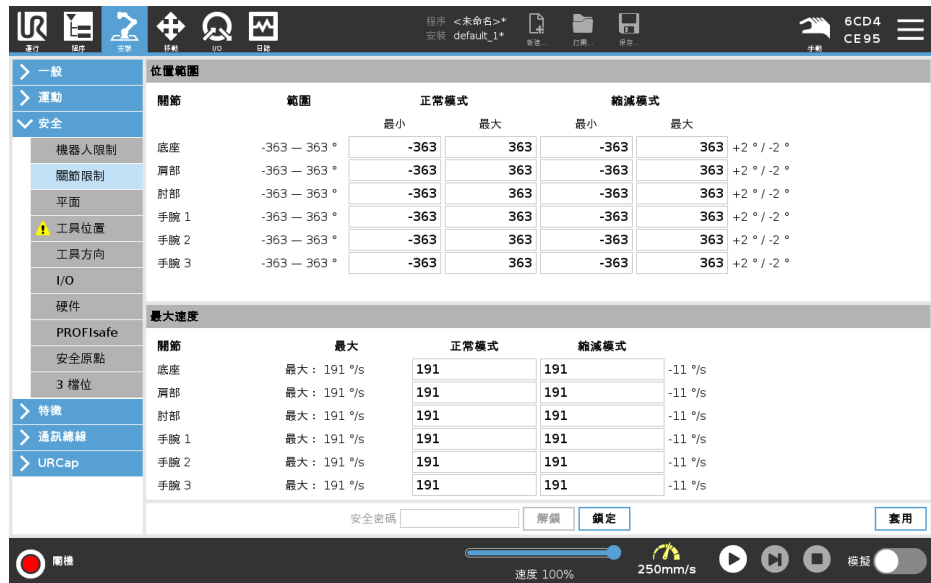 程序 <未命名>*
安裝 default_1*
新建... 打開... 保存...
6CD4
CE95
運行 程序 安裝 移動 I/O 日誌 手動
一般
運動
安全
機器人限制
關節限制
平面
工具位置
工具方向
I/O
硬件
PROFIsafe
安全原點
3 檔位
特徵
通訊總線
URCap
位置範圍
關節 範圍 正常模式 縮減模式
最小 最大 最小 最大
底座 -363 — 363 ° -363 363 -363 363 +2 ° / -2 °
肩部 -363 — 363 ° -363 363 -363 363 +2 ° / -2 °
肘部 -363 — 363 ° -363 363 -363 363 +2 ° / -2 °
手腕 1 -363 — 363 ° -363 363 -363 363 +2 ° / -2 °
手腕 2 -363 — 363 ° -363 363 -363 363 +2 ° / -2 °
手腕 3 -363 — 363 ° -363 363 -363 363 +2 ° / -2 °
最大速度
關節 最大 正常模式 縮減模式
底座 最大： 191 °/s 191 191 -11 °/s
肩部 最大： 191 °/s 191 191 -11 °/s
肘部 最大： 191 °/s 191 191 -11 °/s
手腕 1 最大： 191 °/s 191 191 -11 °/s
手腕 2 最大： 191 °/s 191 191 -11 °/s
手腕 3 最大： 191 °/s 191 191 -11 °/s
安全密碼 解鎖 鎖定 套用
關機
速度 100%
250mm/s
模擬